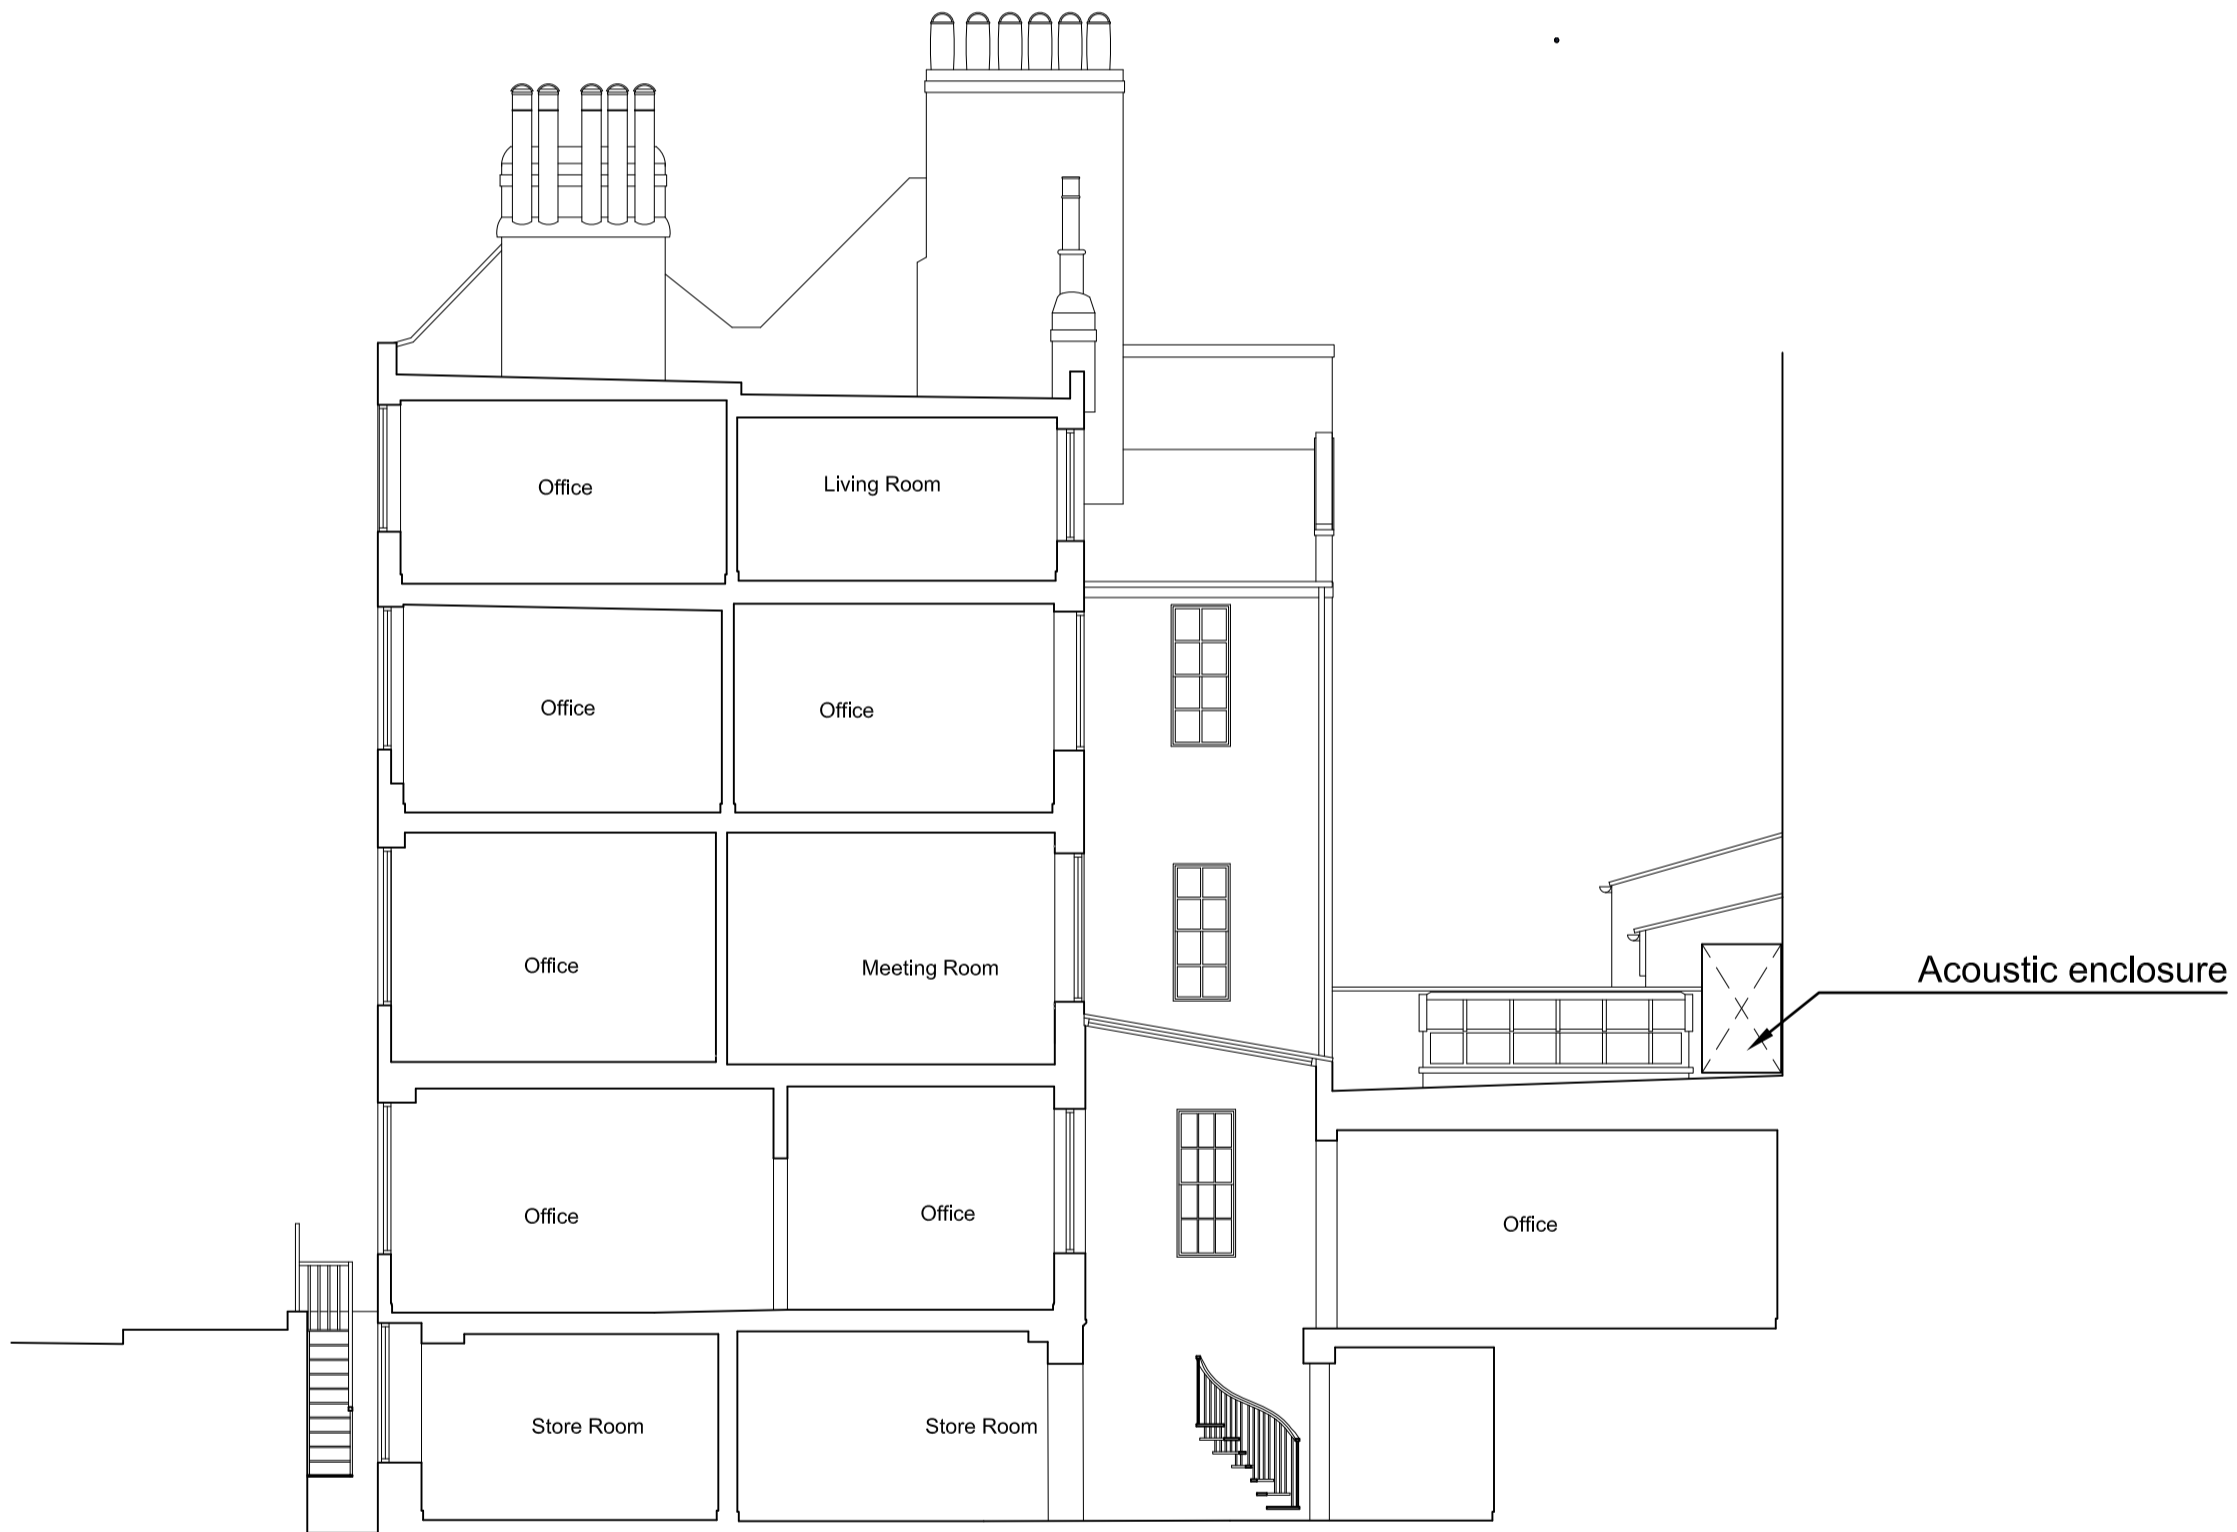 Office
Living Room
Office
Office
Office
Meeting Room
Acoustic enclosure
Office
Office
Office
Store Room
Store Room